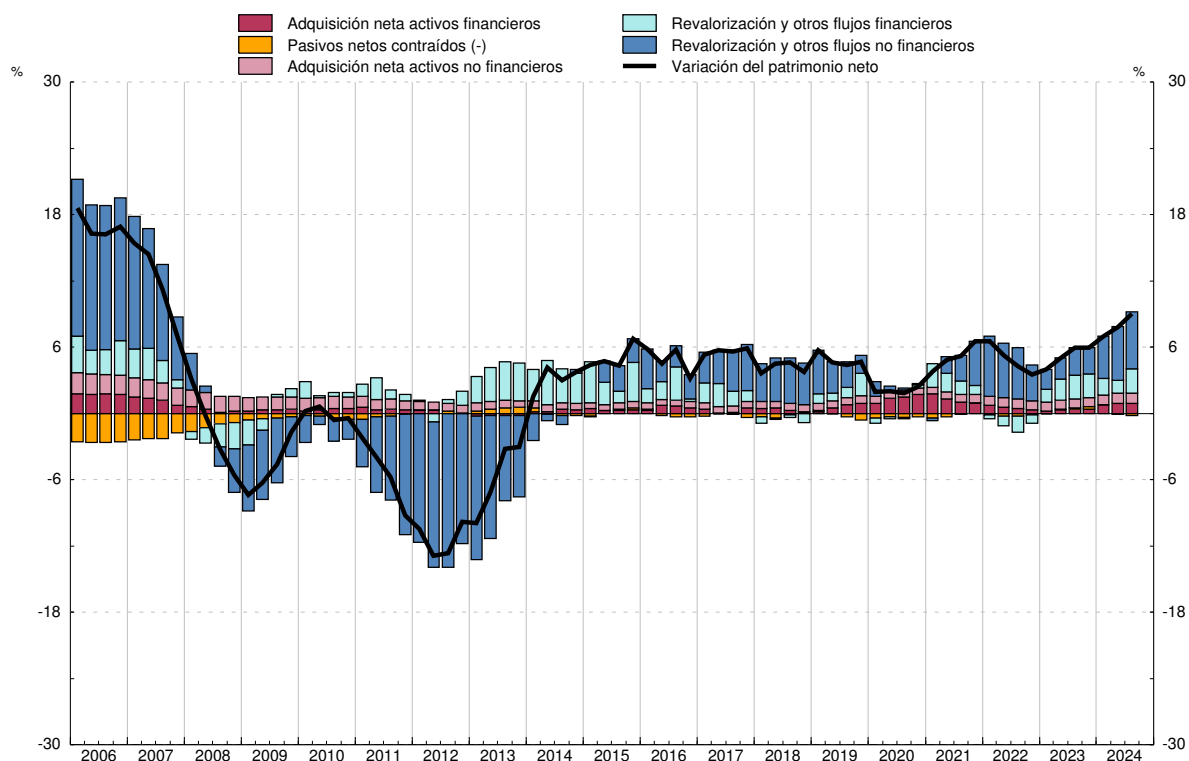 Adquisición neta activos financieros
Pasivos netos contraídos (-)
Adquisición neta activos no financieros
Revalorización y otros flujos financieros
Revalorización y otros flujos no financieros
Variación del patrimonio neto
% %
30 30
18 18
6 6
-6 -6
-18 -18
-30 -30
2006 2007 2008 2009 2010 2011 2012 2013 2014 2015 2016 2017 2018 2019 2020 2021 2022 2023 2024